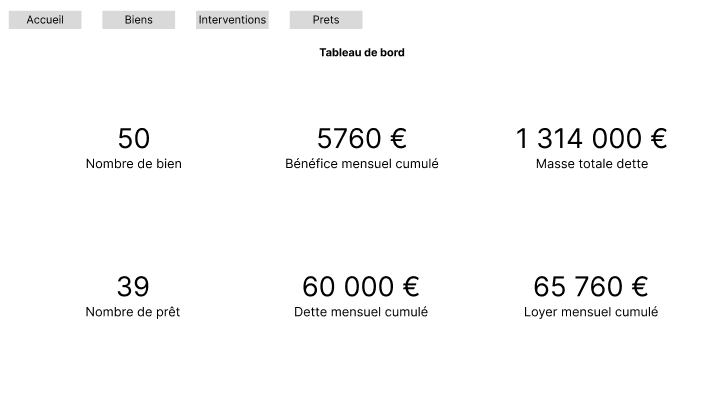 Accueil Biens Interventions Prets
Tableau de bord
50 5760 € 1 314 000 €
Nombre de bien Bénéfice mensuel cumulé Masse totale dette
39 60 000 € 65 760 €
Nombre de prêt Dette mensuel cumulé Loyer mensuel cumulé